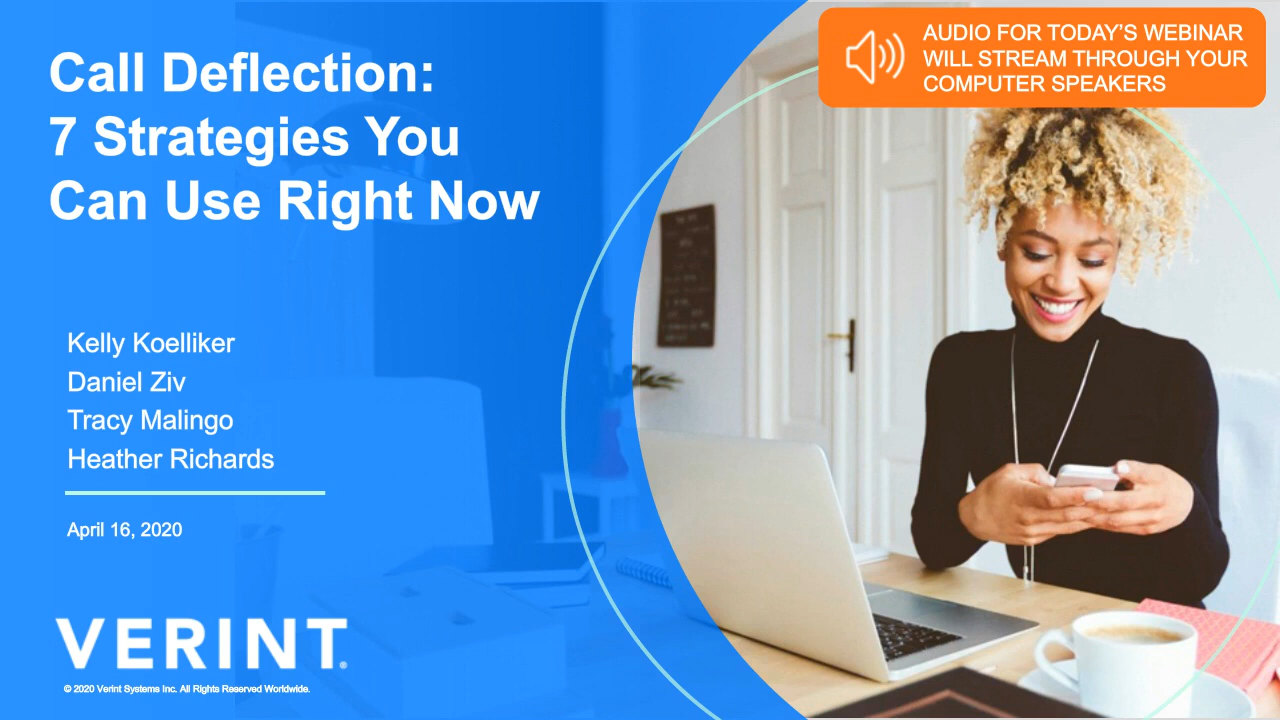 Call Deflection:
7 Strategies You
Can Use Right Now
AUDIO FOR TODAY'S WEBINAR
WILL STREAM THROUGH YOUR
COMPUTER SPEAKERS
Kelly Koelliker
Daniel Ziv
Tracy Malingo
Heather Richards
April 16, 2020
VERINT®
© 2020 Verint Systems Inc. All Rights Reserved Worldwide.